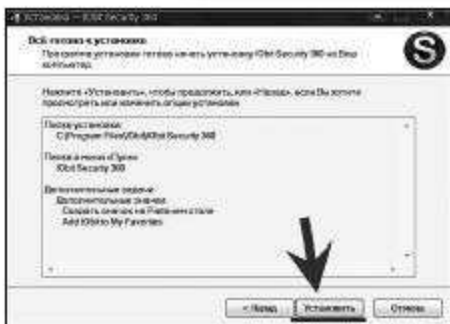 Установка — IObit Security 360
Всё готово к установке
Программа установки готова начать установку IObit Security 360 на Ваш
компьютер.
S
Нажмите «Установить», чтобы продолжить, или «Назад», если Вы хотите
просмотреть или изменить опции установки.
Папка установки:
C:\Program Files\IObit\IObit Security 360
Папка в меню «Пуск»:
IObit Security 360
Дополнительные задачи:
Дополнительные значки:
Создать значок на Рабочем столе
Add IObit to My Favorites
< Назад
Установить
Отмена